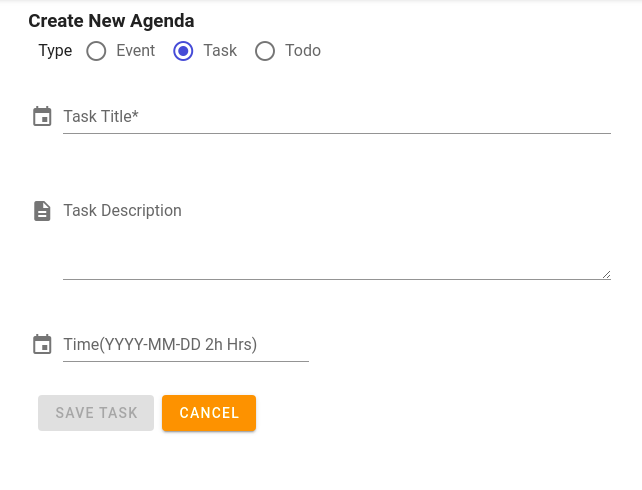 Create New Agenda
Type Event Task Todo
Task Title*
Task Description
Time(YYYY-MM-DD 2h Hrs)
SAVE TASK CANCEL